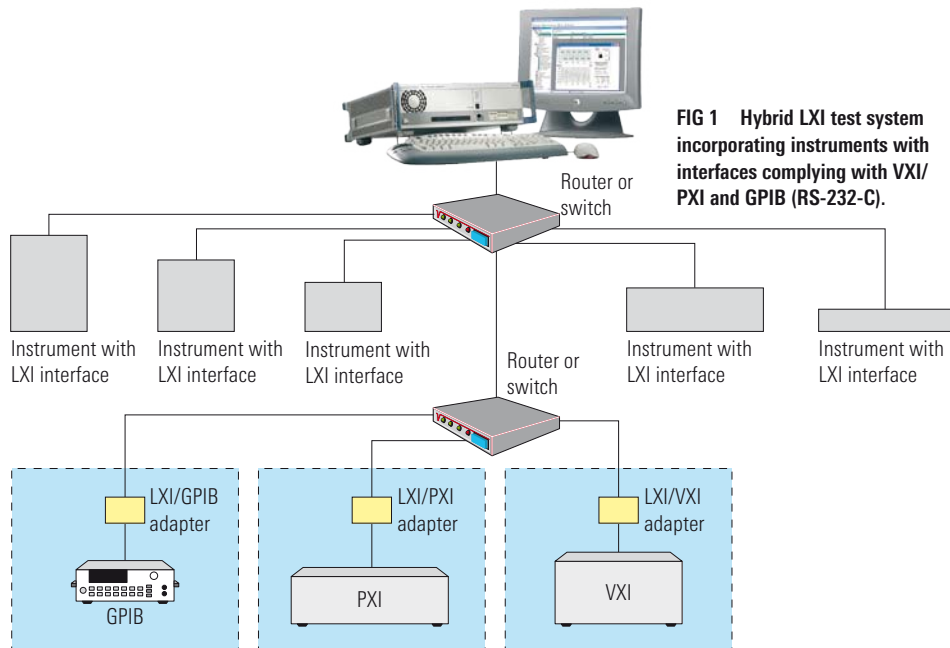 FIG 1 Hybrid LXI test system
incorporating instruments with
interfaces complying with VXI/
PXI and GPIB (RS-232-C).
Router or
switch
Instrument with
LXI interface
Instrument with
LXI interface
Instrument with
LXI interface
Instrument with
LXI interface
Instrument with
LXI interface
Router or
switch
LXI/GPIB
adapter
GPIB
LXI/PXI
adapter
PXI
LXI/VXI
adapter
VXI